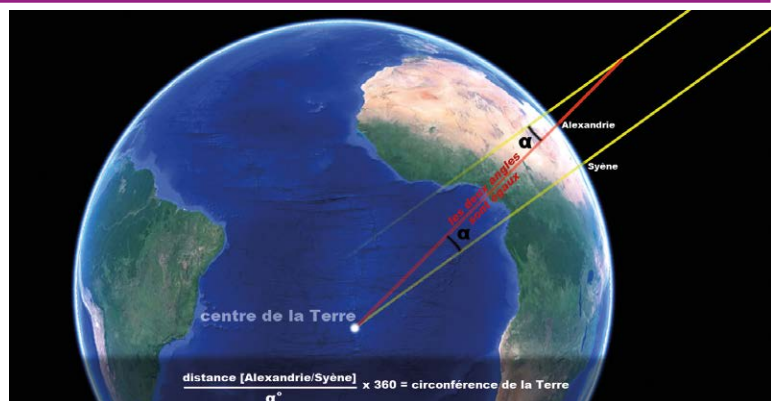 Alexandrie
α
Syène
les deux angles
sont égaux
α
centre de la Terre
distance [Alexandrie/Syène]
x 360 = circonférence de la Terre
α°